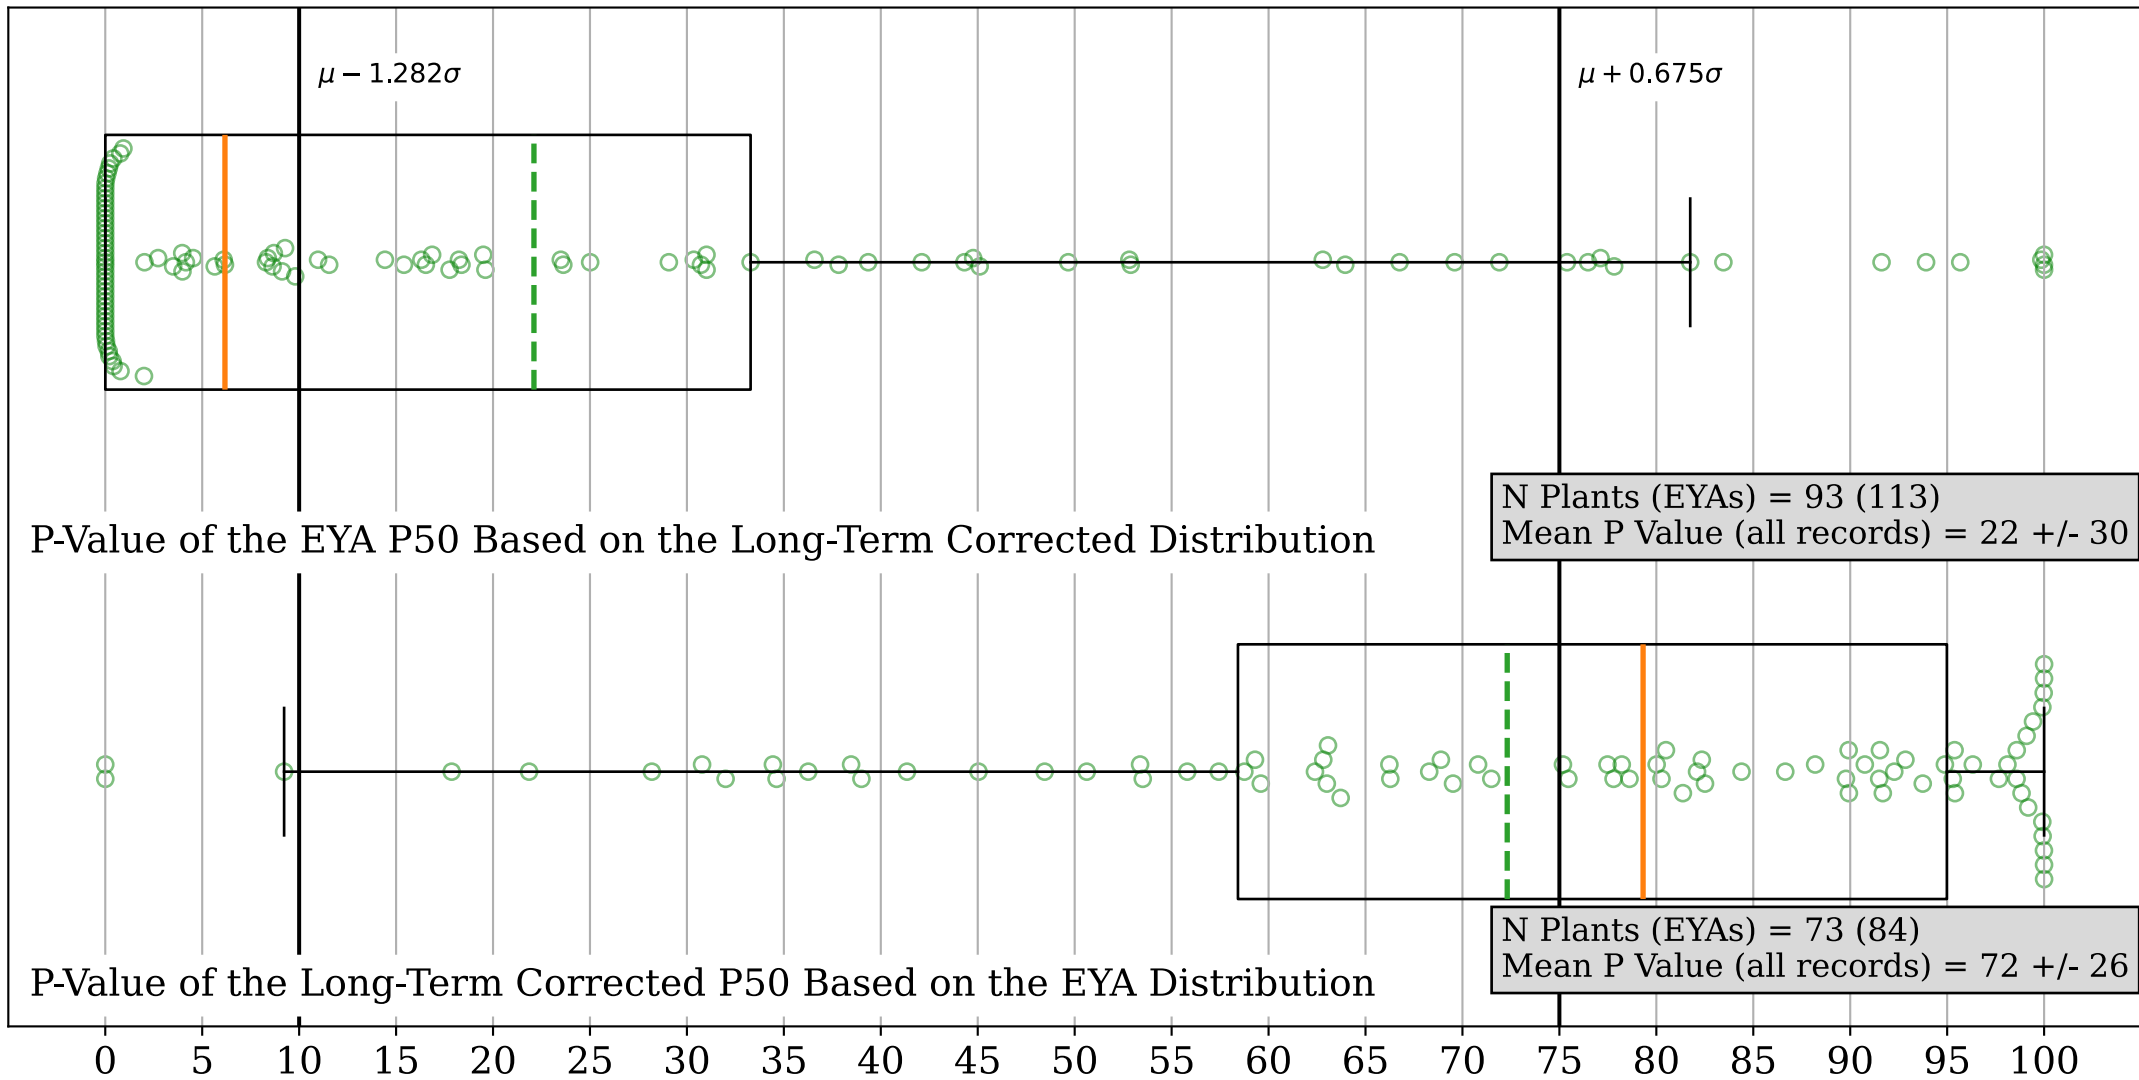 μ − 1.282σ
μ + 0.675σ
N Plants (EYAs) = 93 (113)
Mean P Value (all records) = 22 +/- 30
P-Value of the EYA P50 Based on the Long-Term Corrected Distribution
N Plants (EYAs) = 73 (84)
Mean P Value (all records) = 72 +/- 26
P-Value of the Long-Term Corrected P50 Based on the EYA Distribution
0 5 10 15 20 25 30 35 40 45 50 55 60 65 70 75 80 85 90 95 100